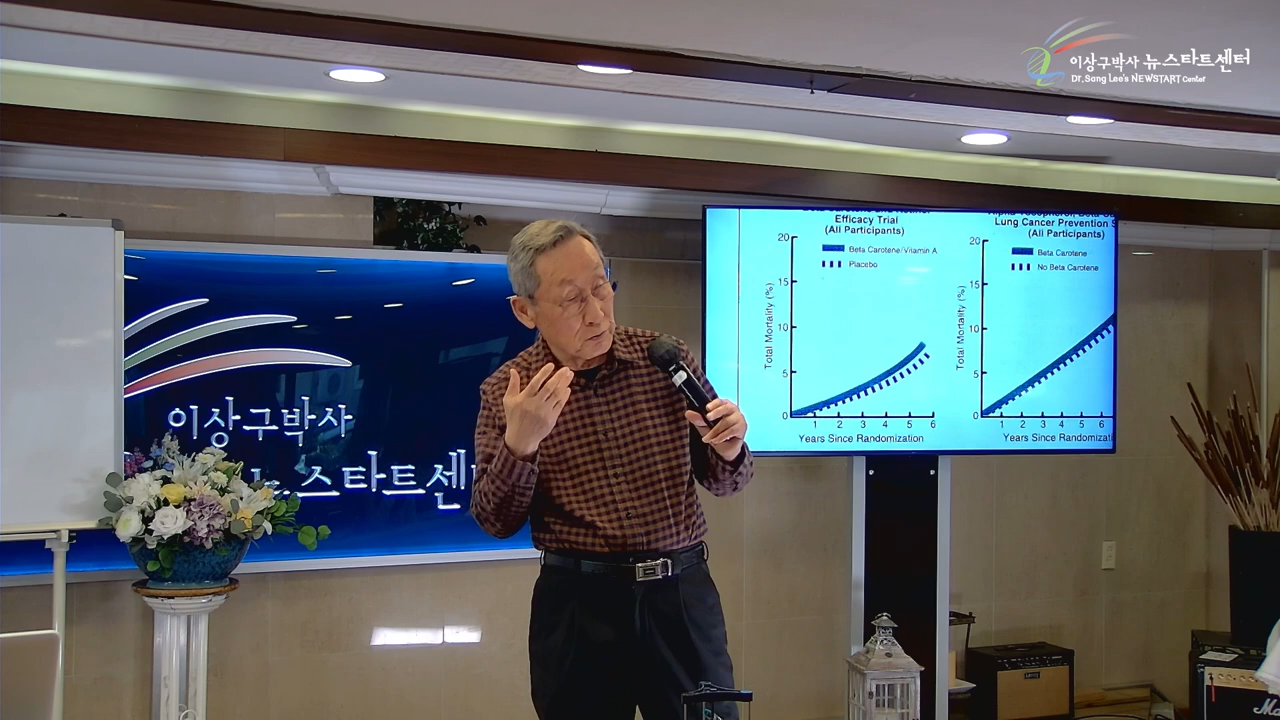 이상구박사 뉴스타트센터
Dr. Sang Lee's NEWSTART Center
이상구박사
스타트센
Efficacy Trial
(All Participants)
20
15
10
5
0
Total Mortality (%)
Beta Carotene/Vitamin A
Placebo
1 2 3 4 5 6
Years Since Randomization
Lung Cancer Prevention S
(All Participants)
20
15
10
5
0
Total Mortality (%)
Beta Carotene
No Beta Carotene
1 2 3 4 5 6
Years Since Randomizati